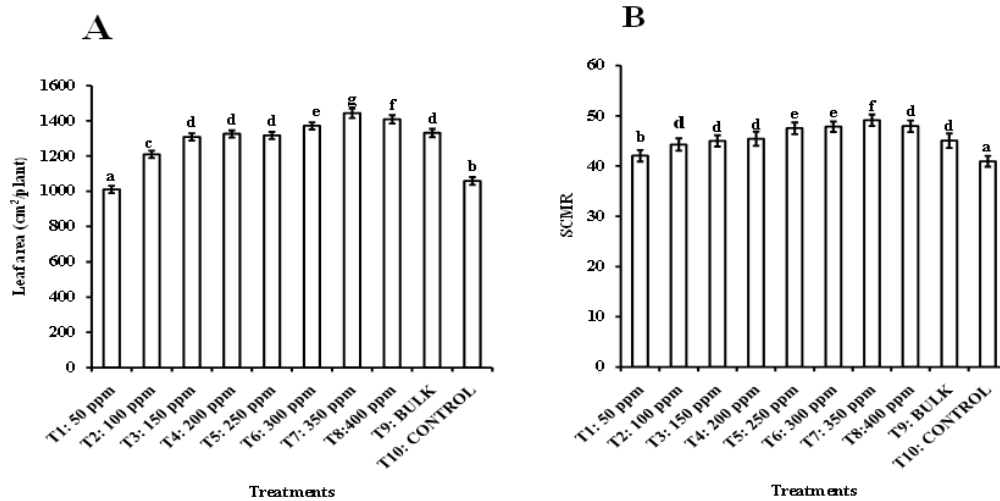 A
Leaf area (cm²/plant)
1600
1400
1200
1000
800
600
400
200
0
a
c
d
d
d
e
g
f
d
b
T1: 50 ppm
T2: 100 ppm
T3: 150 ppm
T4: 200 ppm
T5: 250 ppm
T6: 300 ppm
T7: 350 ppm
T8:400 ppm
T9: BULK
T10: CONTROL
Treatments
B
SCMR
60
50
40
30
20
10
0
b
d
d
d
e
e
f
d
d
a
T1: 50 ppm
T2: 100 ppm
T3: 150 ppm
T4: 200 ppm
T5: 250 ppm
T6: 300 ppm
T7: 350 ppm
T8:400 ppm
T9: BULK
T10: CONTROL
Treatments